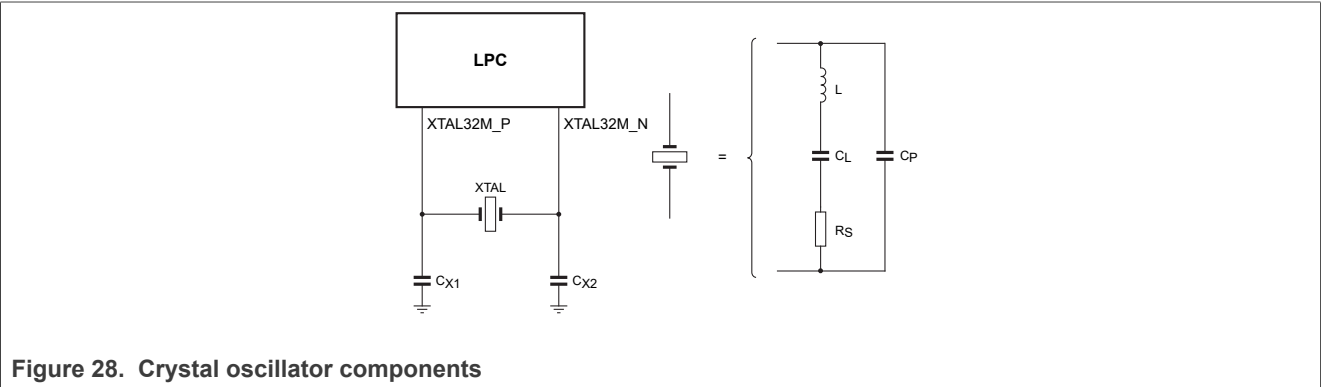 LPC
XTAL32M_P
XTAL32M_N
XTAL
CX1
CX2
=
L
CL
CP
RS
Figure 28. Crystal oscillator components